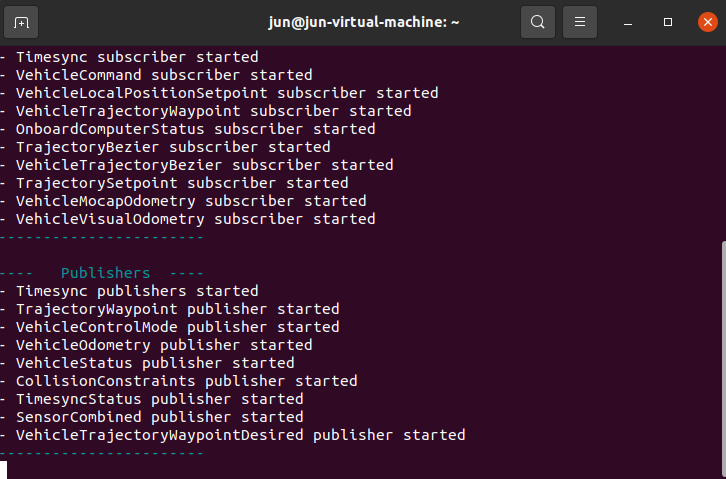 jun@jun-virtual-machine: ~
- Timesync subscriber started
- VehicleCommand subscriber started
- VehicleLocalPositionSetpoint subscriber started
- VehicleTrajectoryWaypoint subscriber started
- OnboardComputerStatus subscriber started
- TrajectoryBezier subscriber started
- VehicleTrajectoryBezier subscriber started
- TrajectorySetpoint subscriber started
- VehicleMocapOdometry subscriber started
- VehicleVisualOdometry subscriber started
-----------------------
----   Publishers  ----
- Timesync publishers started
- TrajectoryWaypoint publisher started
- VehicleControlMode publisher started
- VehicleOdometry publisher started
- VehicleStatus publisher started
- CollisionConstraints publisher started
- TimesyncStatus publisher started
- SensorCombined publisher started
- VehicleTrajectoryWaypointDesired publisher started
-----------------------